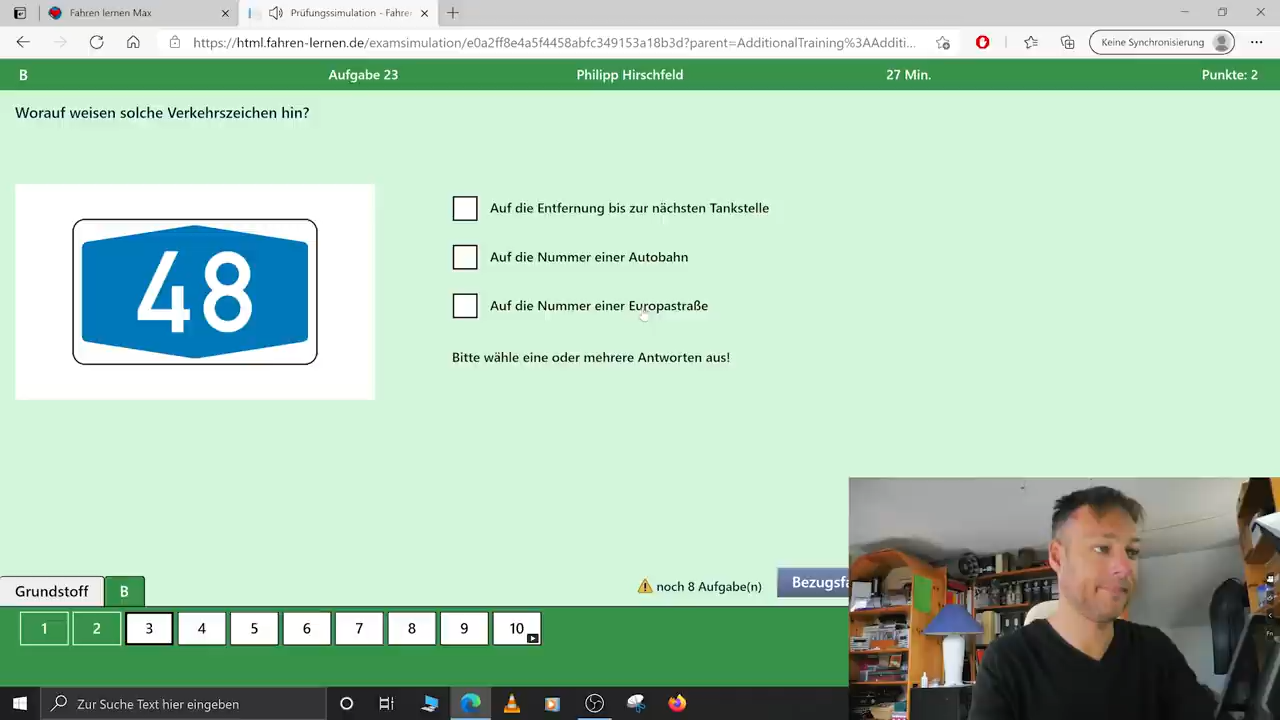 Fahren lernen Max
Prüfungssimulation - Fahre
https://html.fahren-lernen.de/examsimulation/e0a2ff8e4a5f4458abfc349153a18b3d?parent=AdditionalTraining%3AAdditi...
Keine Synchronisierung
B
Aufgabe 23
Philipp Hirschfeld
27 Min.
Punkte: 2
Worauf weisen solche Verkehrszeichen hin?
48
Auf die Entfernung bis zur nächsten Tankstelle
Auf die Nummer einer Autobahn
Auf die Nummer einer Europastraße
Bitte wähle eine oder mehrere Antworten aus!
Grundstoff
B
noch 8 Aufgabe(n)
Bezugsfa
1 2 3 4 5 6 7 8 9 10
Zur Suche Text hier eingeben